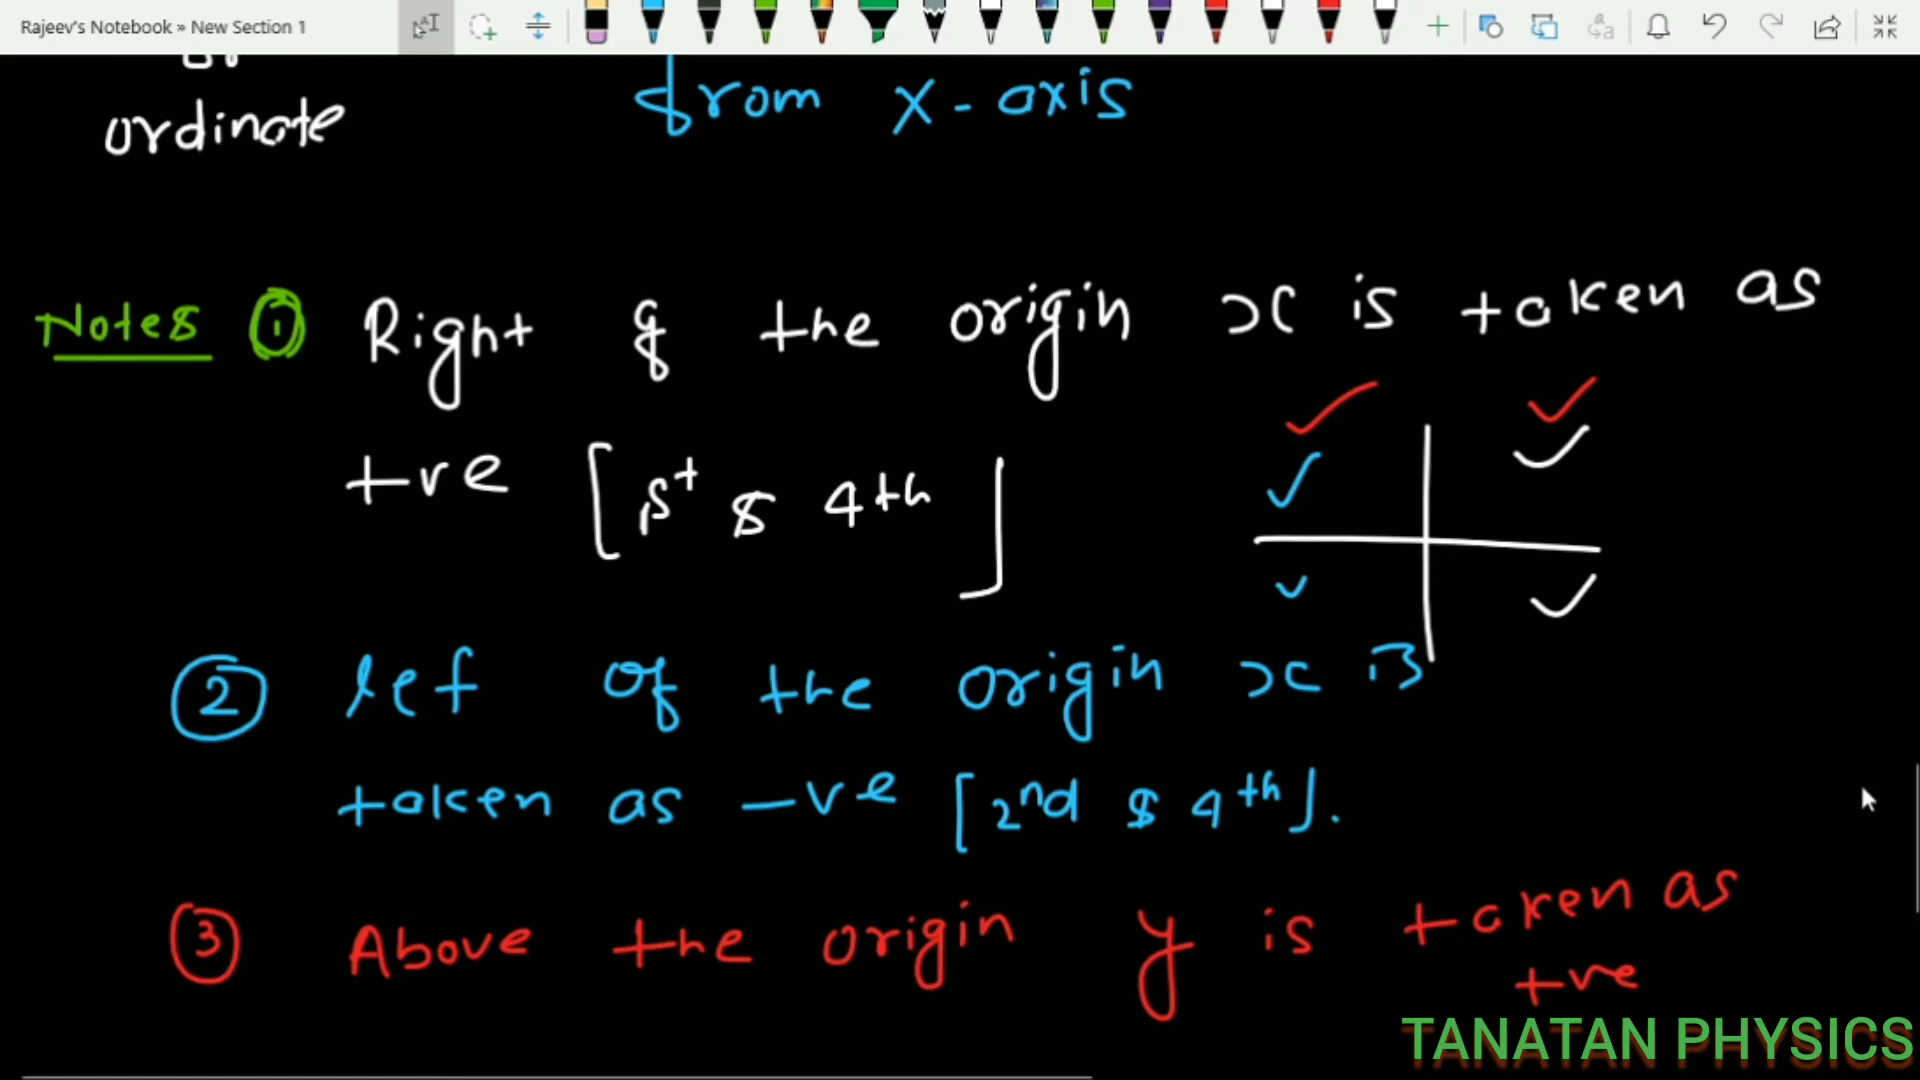 Rajeev's Notebook » New Section 1
from X-axis
ordinate
Notes ① Right of the origin x is taken as
+ve [1st & 4th]
② lef of the origin x is
taken as -ve [2nd & 4th].
③ Above the origin y is taken as
+ve
TANATAN PHYSICS